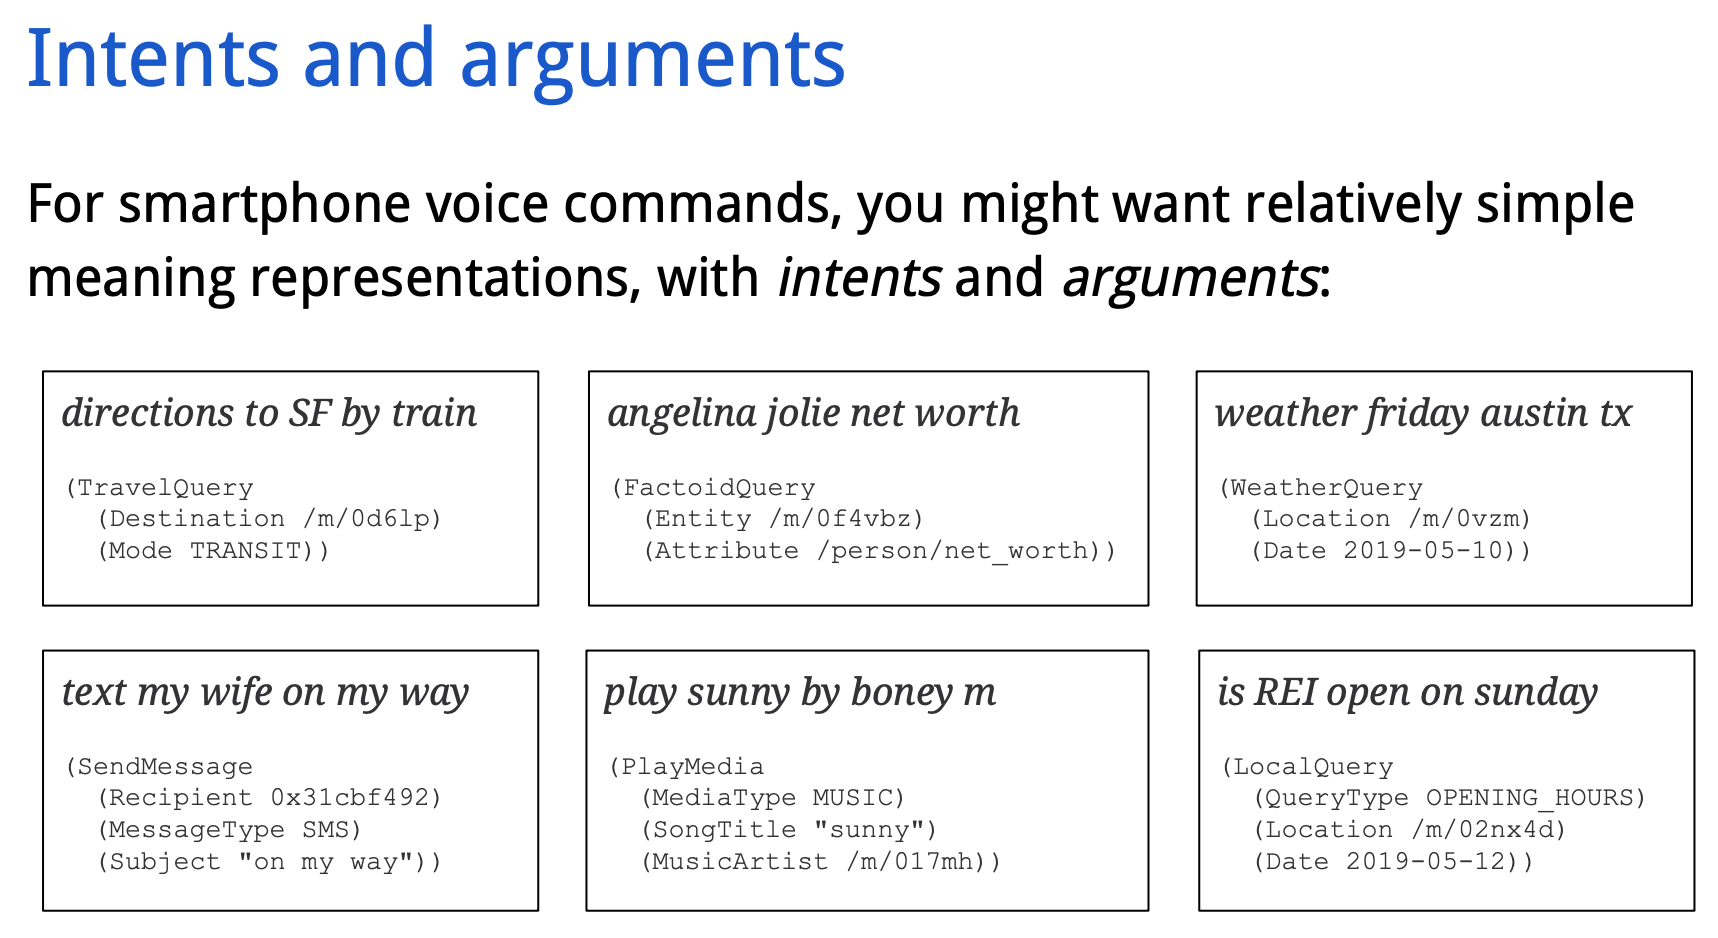 Intents and arguments
For smartphone voice commands, you might want relatively simple
meaning representations, with intents and arguments:
directions to SF by train
(TravelQuery
(Destination /m/0d6lp)
(Mode TRANSIT))
angelina jolie net worth
(FactoidQuery
(Entity /m/0f4vbz)
(Attribute /person/net_worth))
weather friday austin tx
(WeatherQuery
(Location /m/0vzm)
(Date 2019-05-10))
text my wife on my way
(SendMessage
(Recipient 0x31cbf492)
(MessageType SMS)
(Subject "on my way"))
play sunny by boney m
(PlayMedia
(MediaType MUSIC)
(SongTitle "sunny")
(MusicArtist /m/017mh))
is REI open on sunday
(LocalQuery
(QueryType OPENING_HOURS)
(Location /m/02nx4d)
(Date 2019-05-12))